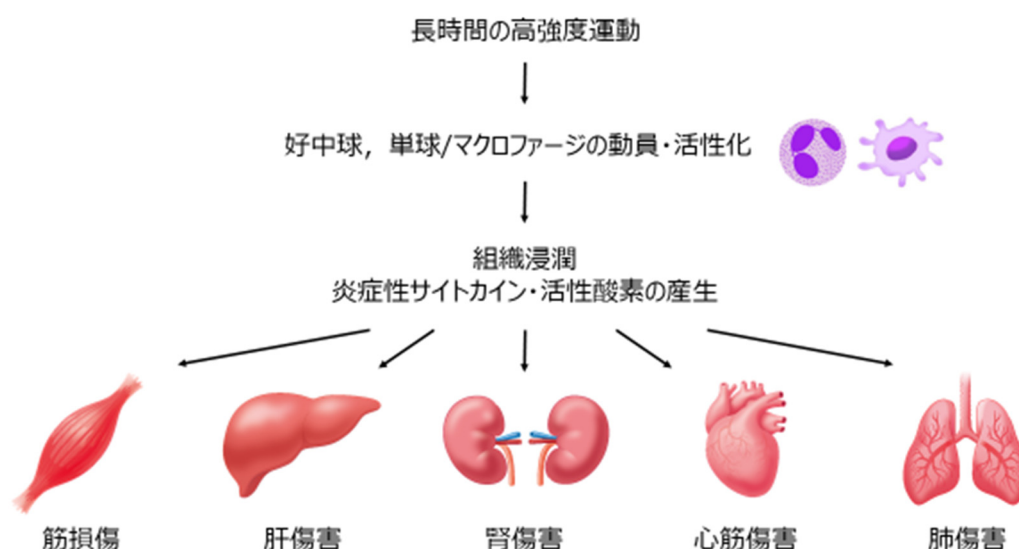 長時間の高強度運動
好中球，単球/マクロファージの動員・活性化
組織浸潤
炎症性サイトカイン・活性酸素の産生
筋損傷
肝傷害
腎傷害
心筋傷害
肺傷害